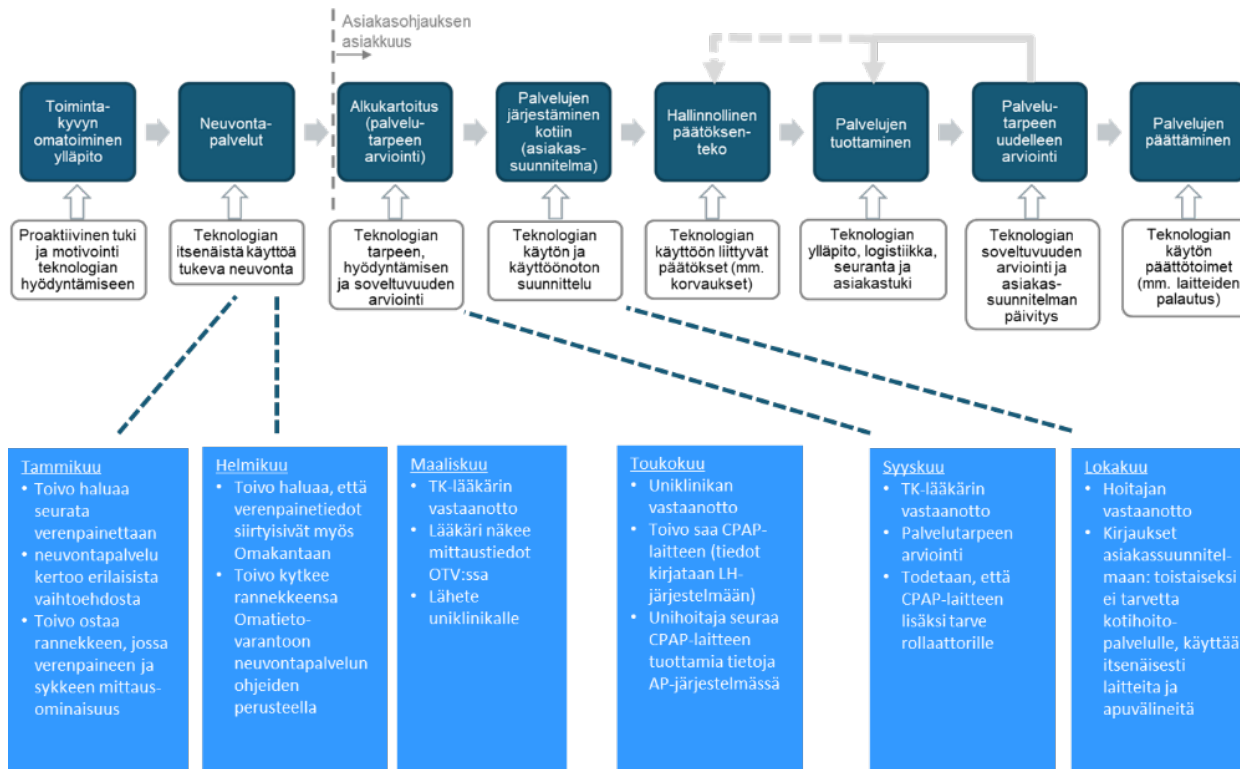 Asiakasohjauksen
asiakkuus
Toiminta-
kyvyn
omatoiminen
ylläpito
Neuvonta-
palvelut
Alkukartoitus
(palvelu-
tarpeen
arviointi)
Palvelujen
järjestäminen
kotiin
(asiakas-
suunnitelma)
Hallinnollinen
päätöksen-
teko
Palvelujen
tuottaminen
Palvelu-
tarpeen
uudelleen
arviointi
Palvelujen
päättäminen
Proaktiivinen tuki
ja motivointi
teknologian
hyödyntämiseen
Teknologian
itsenäistä käyttöä
tukeva neuvonta
Teknologian
tarpeen,
hyödyntämisen
ja soveltuvuuden
arviointi
Teknologian
käytön ja
käyttöönoton
suunnittelu
Teknologian
käyttöön liittyvät
päätökset (mm.
korvaukset)
Teknologian
ylläpito, logistiikka,
seuranta ja
asiakastuki
Teknologian
soveltuvuuden
arviointi ja
asiakas-
suunnitelman
päivitys
Teknologian
käytön
päättötoimet
(mm. laitteiden
palautus)
Tammikuu
• Toivo haluaa
seurata
verenpainettaan
• neuvontapalvelu
kertoo erilaisista
vaihtoehdosta
• Toivo ostaa
rannekkeen, jossa
verenpaineen ja
sykkeen mittaus-
ominaisuus
Helmikuu
• Toivo haluaa, että
verenpainetiedot
siirtyisivät myös
Omakantaan
• Toivo kytkee
rannekkeensa
Omatieto-
varantoon
neuvontapalvelun
ohjeiden
perusteella
Maaliskuu
• TK-lääkärin
vastaanotto
• Lääkäri näkee
mittaustiedot
OTV:ssa
• Lähete
uniklinikalle
Toukokuu
• Uniklinikan
vastaanotto
• Toivo saa CPAP-
laitteen (tiedot
kirjataan LH-
järjestelmään)
• Unihoitaja seuraa
CPAP-laitteen
tuottamia tietoja
AP-järjestelmässä
Syyskuu
• TK-lääkärin
vastaanotto
• Palvelutarpeen
arviointi
• Todetaan, että
CPAP-laitteen
lisäksi tarve
rollaattorille
Lokakuu
• Hoitajan
vastaanotto
• Kirjaukset
asiakassuunnitel-
maan: toistaiseksi
ei tarvetta
kotihoito-
palvelulle, käyttää
itsenäisesti
laitteita ja
apuvälineitä